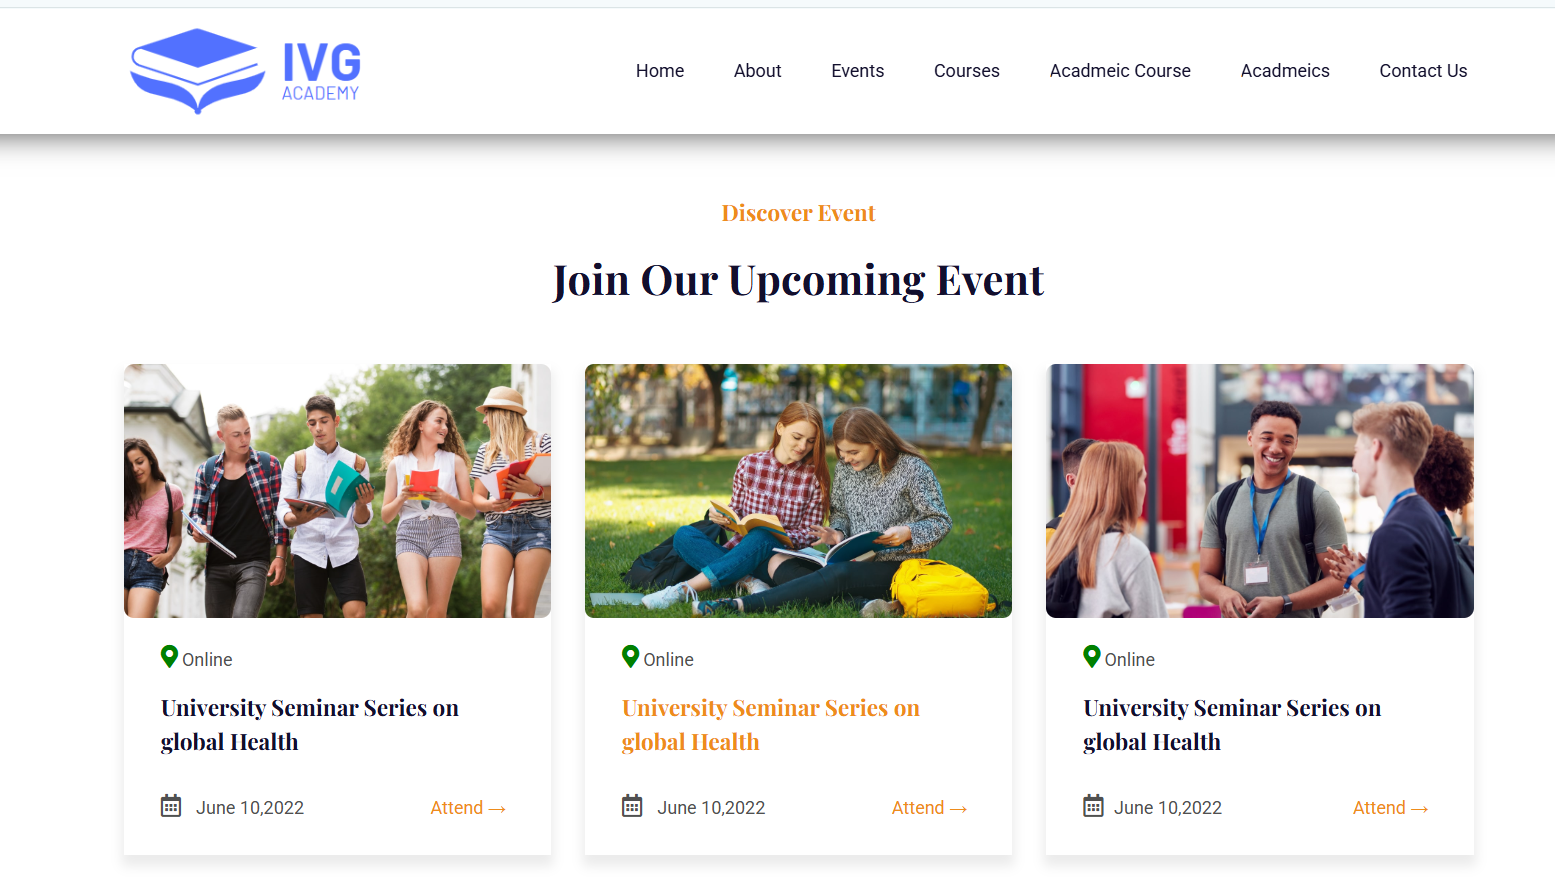 IVG
ACADEMY
Home About Events Courses Acadmeic Course Acadmeics Contact Us
Discover Event
Join Our Upcoming Event
Online
University Seminar Series on
global Health
June 10,2022 Attend →
Online
University Seminar Series on
global Health
June 10,2022 Attend →
Online
University Seminar Series on
global Health
June 10,2022 Attend →